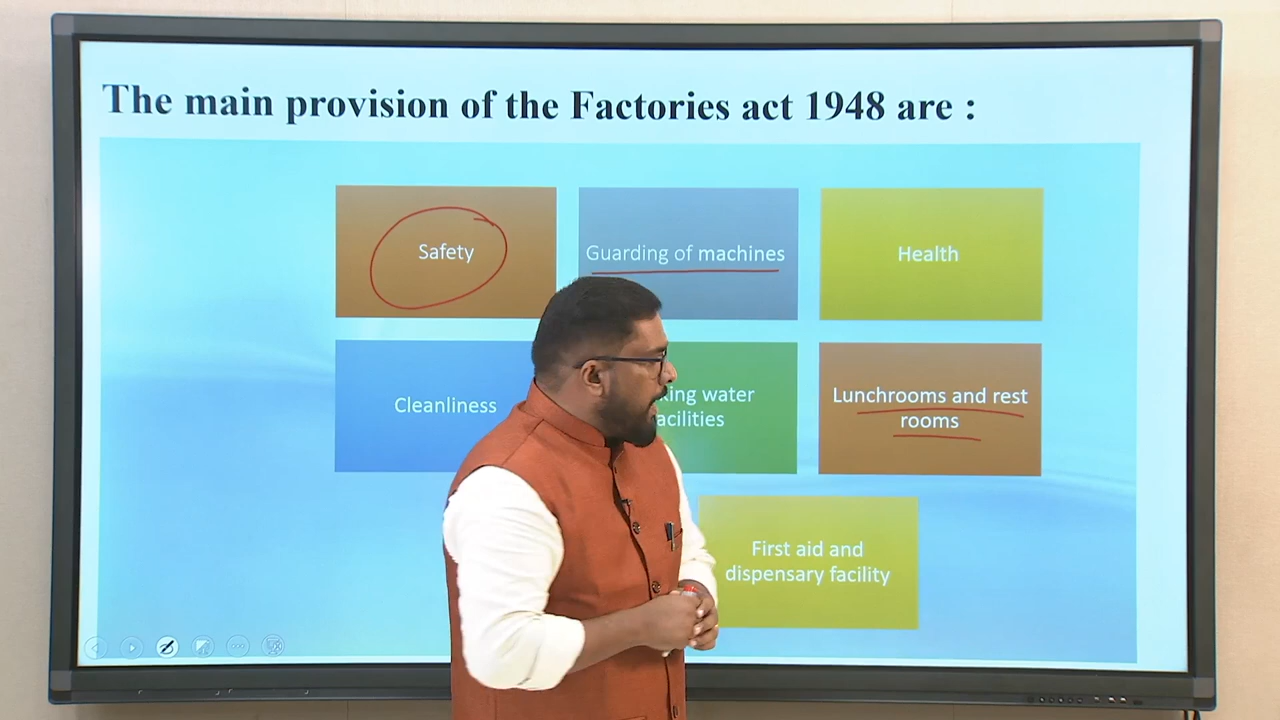 The main provision of the Factories act 1948 are :
Safety
Guarding of machines
Health
Cleanliness
water
Lunchrooms and rest
rooms
First aid and
dispensary facility